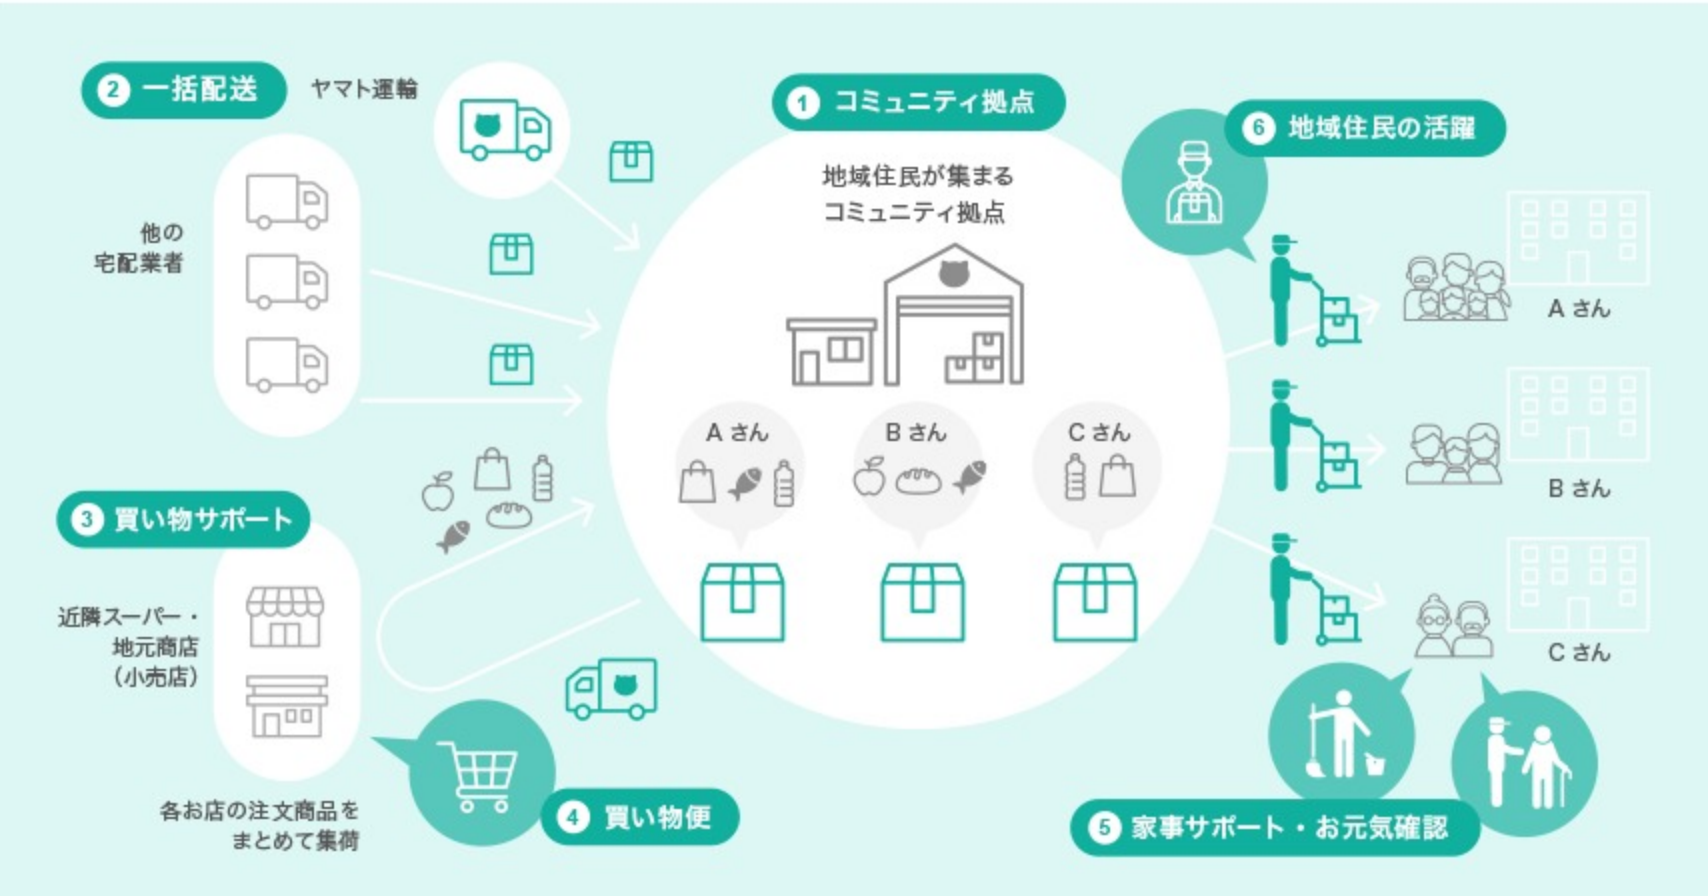 ② 一括配送
ヤマト運輸
他の
宅配業者
① コミュニティ拠点
地域住民が集まる
コミュニティ拠点
A さん
B さん
C さん
⑥ 地域住民の活躍
A さん
B さん
C さん
③ 買い物サポート
近隣スーパー・
地元商店
（小売店）
各お店の注文商品を
まとめて集荷
④ 買い物便
⑤ 家事サポート・お元気確認